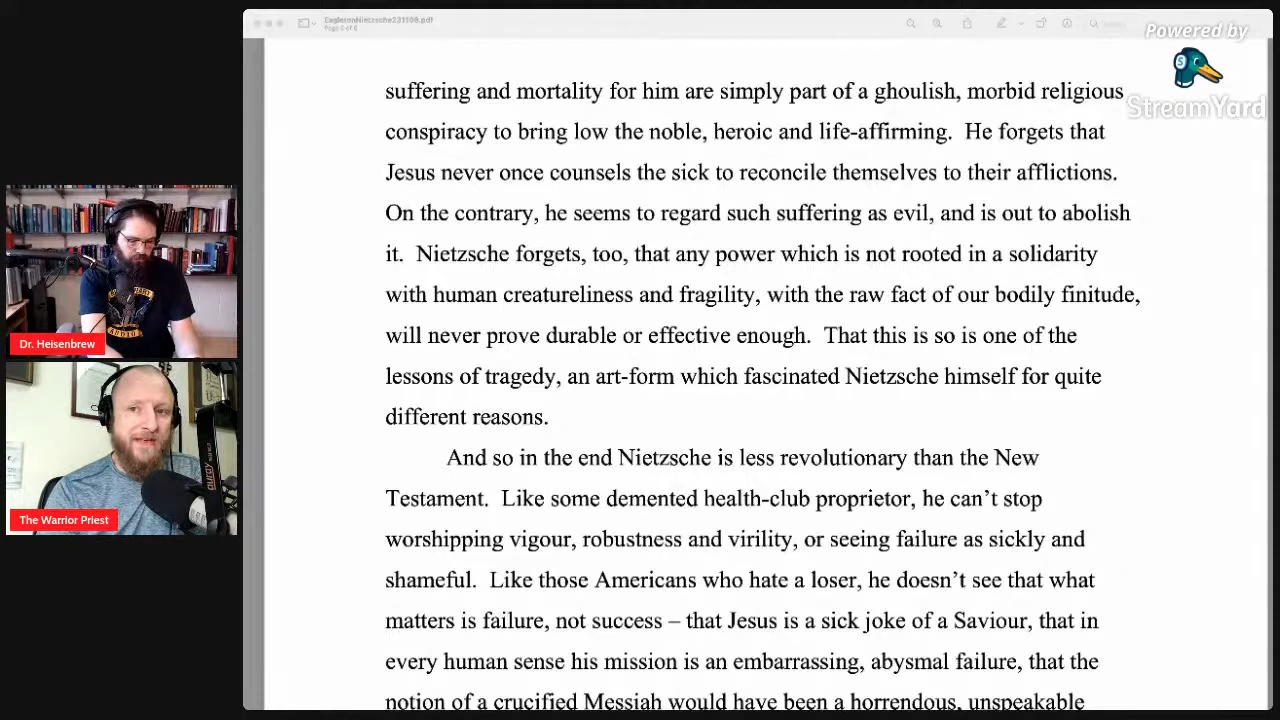 EagletonNietzsche231108.pdf
Page 6 of 6
Powered by
StreamYard
suffering and mortality for him are simply part of a ghoulish, morbid religious
conspiracy to bring low the noble, heroic and life-affirming. He forgets that
Jesus never once counsels the sick to reconcile themselves to their afflictions.
On the contrary, he seems to regard such suffering as evil, and is out to abolish
it. Nietzsche forgets, too, that any power which is not rooted in a solidarity
with human creatureliness and fragility, with the raw fact of our bodily finitude,
will never prove durable or effective enough. That this is so is one of the
lessons of tragedy, an art-form which fascinated Nietzsche himself for quite
different reasons.
And so in the end Nietzsche is less revolutionary than the New
Testament. Like some demented health-club proprietor, he can't stop
worshipping vigour, robustness and virility, or seeing failure as sickly and
shameful. Like those Americans who hate a loser, he doesn't see that what
matters is failure, not success – that Jesus is a sick joke of a Saviour, that in
every human sense his mission is an embarrassing, abysmal failure, that the
notion of a crucified Messiah would have been a horrendous, unspeakable
Dr. Heisenbrew
The Warrior Priest